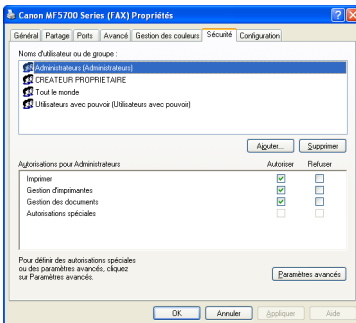 Canon MF5700 Series (FAX) Propriétés
Général Partage Ports Avancé Gestion des couleurs Sécurité Configuration
Noms d'utilisateur ou de groupe :
Administrateurs (Administrateurs)
CREATEUR PROPRIETAIRE
Tout le monde
Utilisateurs avec pouvoir (Utilisateurs avec pouvoir)
Ajouter... Supprimer
Autorisations pour Administrateurs Autoriser Refuser
Imprimer
Gestion d'imprimantes
Gestion des documents
Autorisations spéciales
Pour définir des autorisations spéciales
ou des paramètres avancés, cliquez
sur Paramètres avancés.
Paramètres avancés
OK Annuler Appliquer Aide